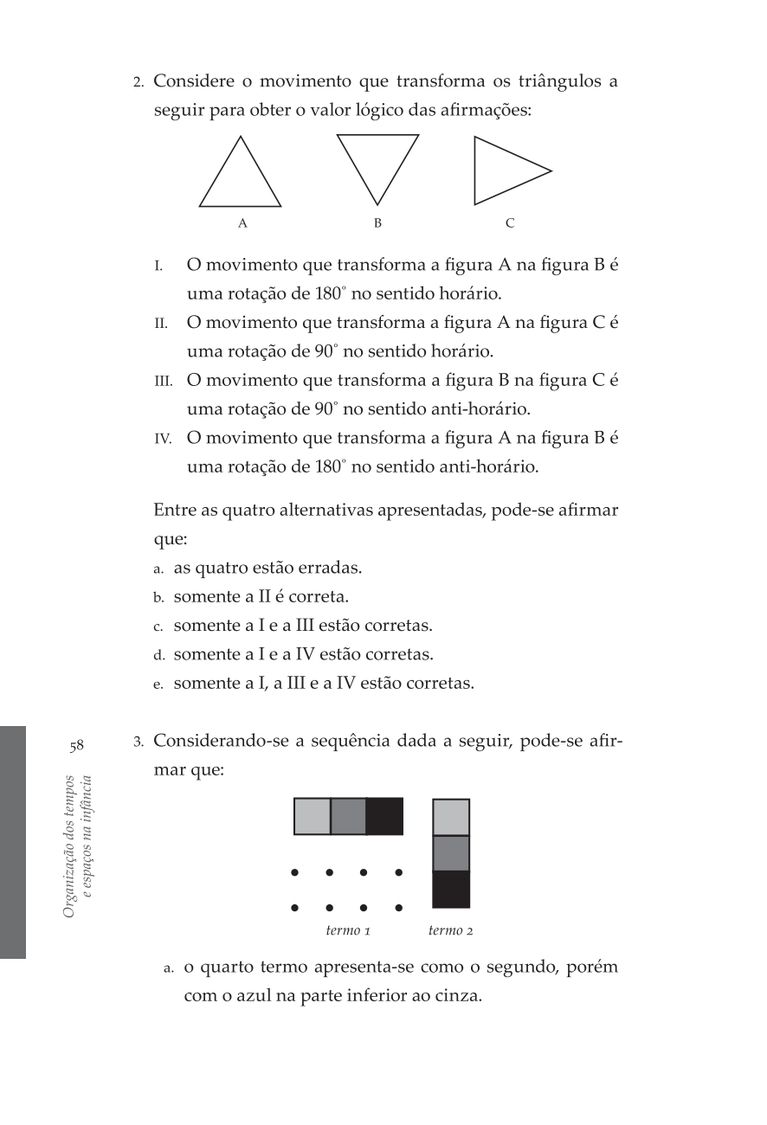 2. Considere o movimento que transforma os triângulos a
seguir para obter o valor lógico das afirmações:
A
B
C
I. O movimento que transforma a figura A na figura B é
uma rotação de 180° no sentido horário.
II. O movimento que transforma a figura A na figura C é
uma rotação de 90° no sentido horário.
III. O movimento que transforma a figura B na figura C é
uma rotação de 90° no sentido anti-horário.
IV. O movimento que transforma a figura A na figura B é
uma rotação de 180° no sentido anti-horário.
Entre as quatro alternativas apresentadas, pode-se afirmar
que:
a. as quatro estão erradas.
b. somente a II é correta.
c. somente a I e a III estão corretas.
d. somente a I e a IV estão corretas.
e. somente a I, a III e a IV estão corretas.
58
Organização dos tempos
e espaços na infância
3. Considerando-se a sequência dada a seguir, pode-se afir-
mar que:
termo 1
termo 2
a. o quarto termo apresenta-se como o segundo, porém
com o azul na parte inferior ao cinza.